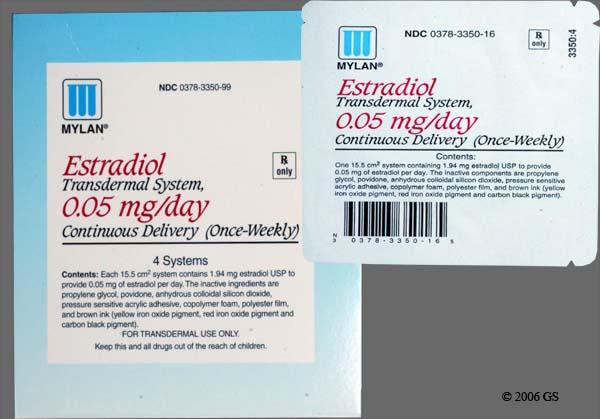 MYLAN®
NDC 0378-3350-99
Rx only
Estradiol
Transdermal System,
0.05 mg/day
Continuous Delivery (Once-Weekly)
4 Systems
Contents: Each 15.5 cm² system contains 1.94 mg estradiol USP to
provide 0.05 mg of estradiol per day. The inactive ingredients are
propylene glycol, povidone, anhydrous colloidal silicon dioxide,
pressure sensitive acrylic adhesive, copolymer foam, polyester film,
and brown ink (yellow iron oxide pigment, red iron oxide pigment and
carbon black pigment).
FOR TRANSDERMAL USE ONLY.
Keep this and all drugs out of the reach of children.
MYLAN®
NDC 0378-3350-16
Rx only
3350:4
Estradiol
Transdermal System,
0.05 mg/day
Continuous Delivery (Once-Weekly)
Contents:
One 15.5 cm² system containing 1.94 mg estradiol USP to provide
0.05 mg of estradiol per day. The inactive components are propylene
glycol, povidone, anhydrous colloidal silicon dioxide, pressure sensitive
acrylic adhesive, copolymer foam, polyester film, and brown ink (yellow
iron oxide pigment, red iron oxide pigment and carbon black pigment).
N
3 0378-3350-16 5
© 2006 GS